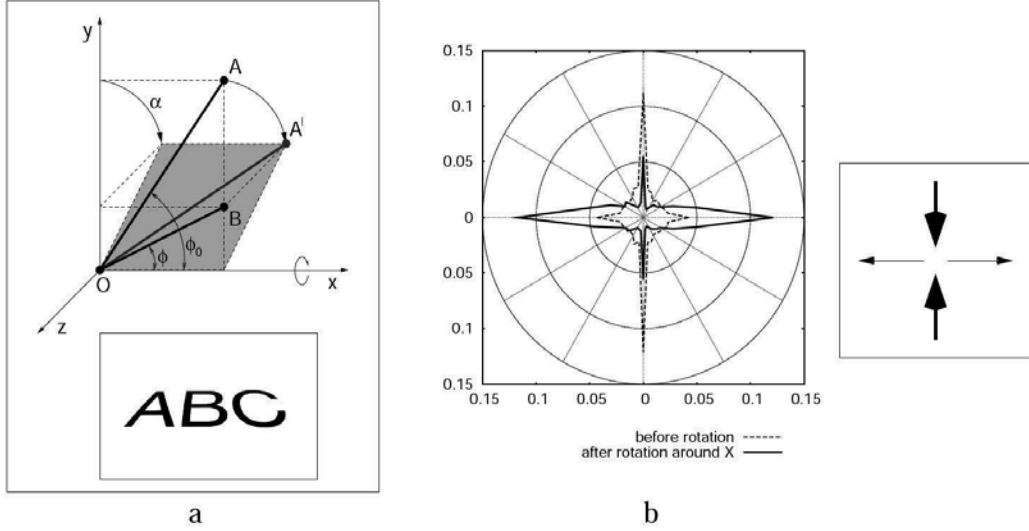 y
A
α
A'
B
ϕ
ϕ0
O
x
z
ABC
a
0.15
0.1
0.05
0
0.05
0.1
0.15
0.15 0.1 0.05 0 0.05 0.1 0.15
before rotation
after rotation around X
b